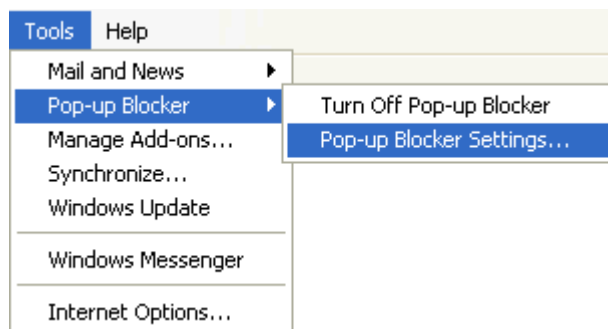 Tools Help
Mail and News
Pop-up Blocker
Turn Off Pop-up Blocker
Manage Add-ons...
Pop-up Blocker Settings...
Synchronize...
Windows Update
Windows Messenger
Internet Options...